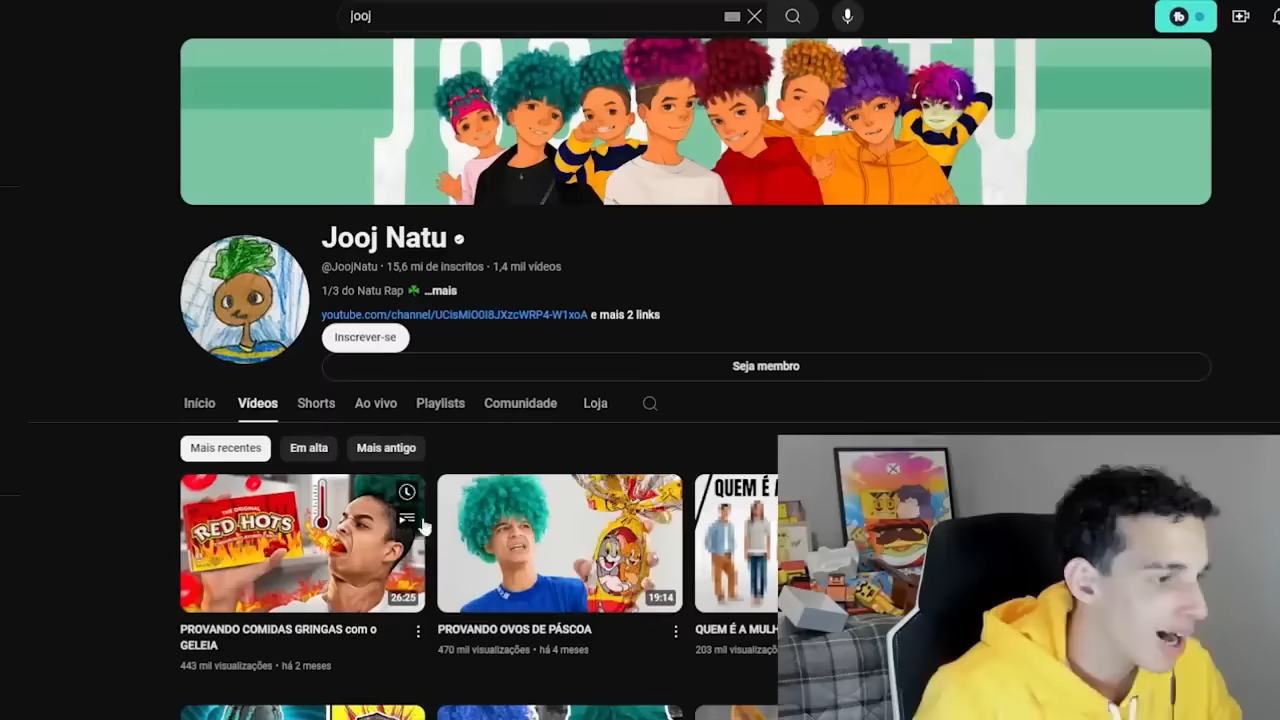 jooj
Jooj Natu
@JoojNatu · 15,6 mi de inscritos · 1,4 mil vídeos
1/3 do Natu Rap ☘ ...mais
youtube.com/channel/UCisMiO0I8JXzcWRP4-W1xoA e mais 2 links
Inscrever-se
Seja membro
Início Vídeos Shorts Ao vivo Playlists Comunidade Loja
Mais recentes Em alta Mais antigo
THE ORIGINAL
RED HOTS
26:25
19:14
QUEM É A
PROVANDO COMIDAS GRINGAS com o
GELEIA
443 mil visualizações · há 2 meses
PROVANDO OVOS DE PÁSCOA
470 mil visualizações · há 4 meses
QUEM É A MULH
203 mil visualizaçõ